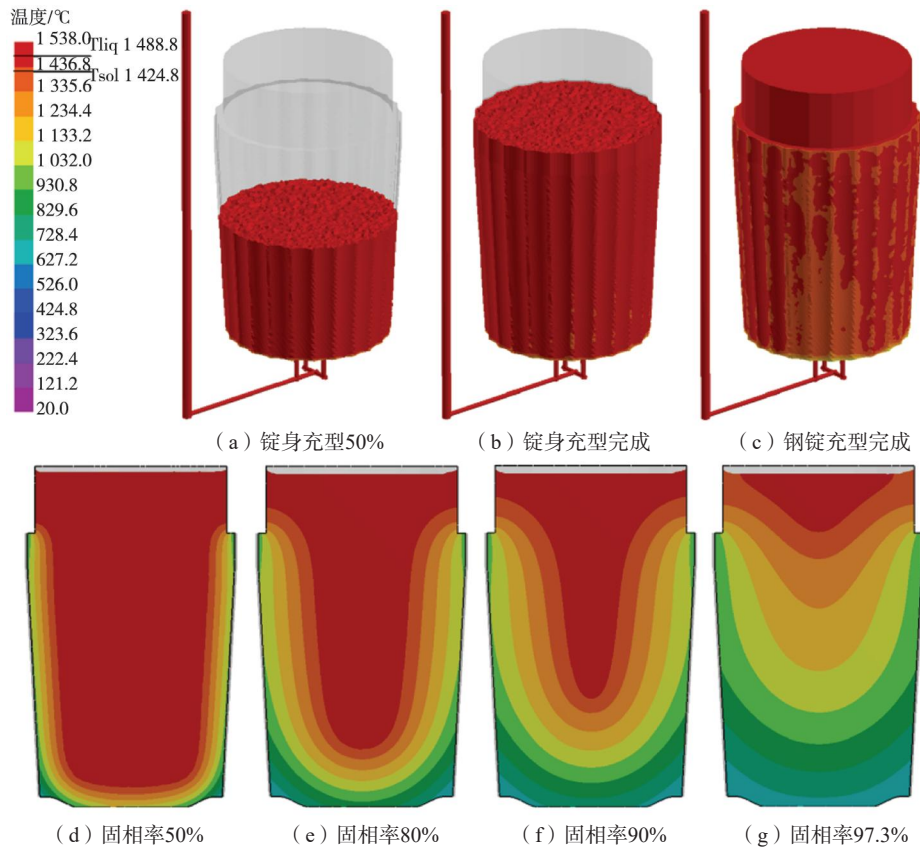 温度/℃
1 538.0
Tliq 1 488.8
1 436.8
Tsol 1 424.8
1 335.6
1 234.4
1 133.2
1 032.0
930.8
829.6
728.4
627.2
526.0
424.8
323.6
222.4
121.2
20.0
（a）锭身充型50%
（b）锭身充型完成
（c）钢锭充型完成
（d）固相率50%
（e）固相率80%
（f）固相率90%
（g）固相率97.3%